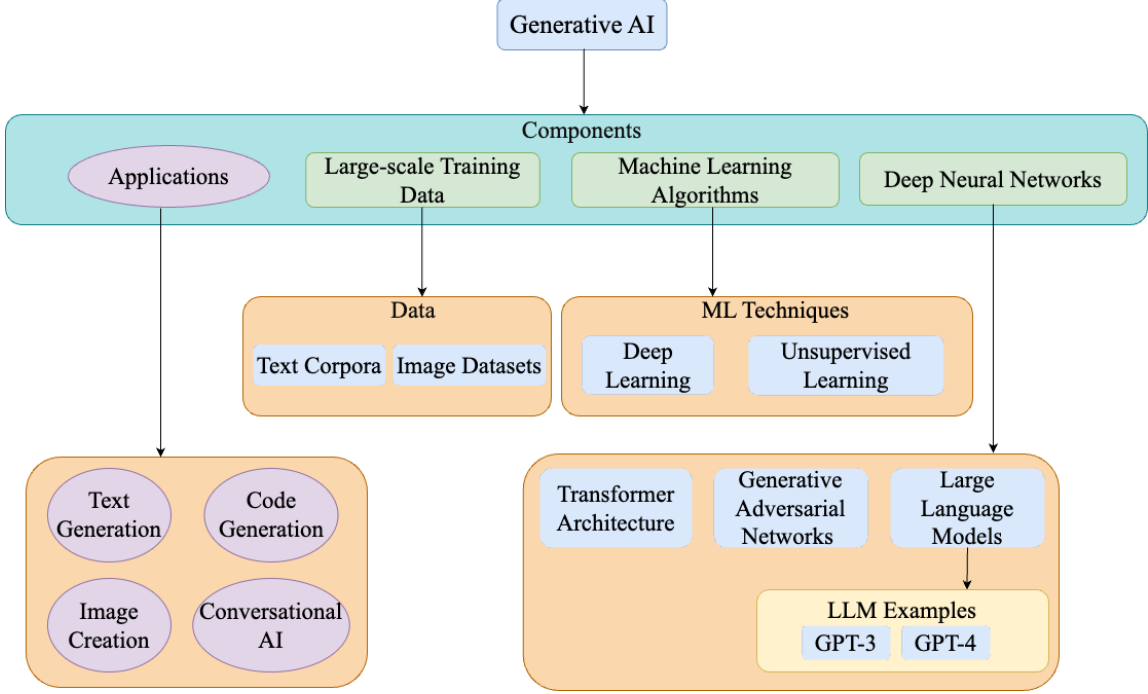 Generative AI
Components
Applications
Large-scale Training
Data
Machine Learning
Algorithms
Deep Neural Networks
Data
Text Corpora
Image Datasets
ML Techniques
Deep
Learning
Unsupervised
Learning
Text
Generation
Code
Generation
Image
Creation
Conversational
AI
Transformer
Architecture
Generative
Adversarial
Networks
Large
Language
Models
LLM Examples
GPT-3
GPT-4